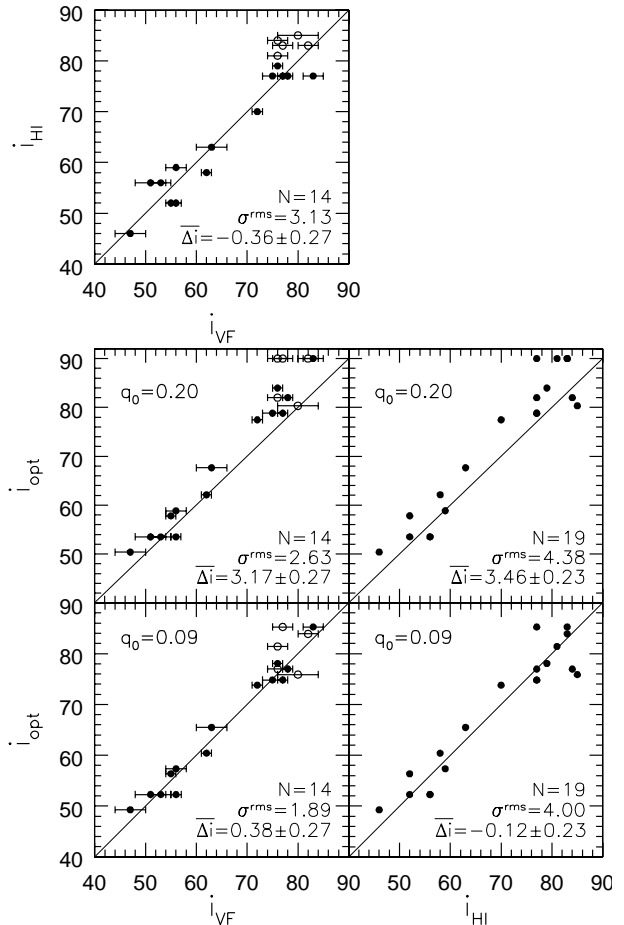 90
80
70
60
50
40
i_HI
N=14
σ^rms=3.13
Δi=−0.36±0.27
40 50 60 70 80 90
i_VF
90
80
70
60
50
i_opt
q_0=0.20
N=14
σ^rms=2.63
Δi=3.17±0.27
q_0=0.20
N=19
σ^rms=4.38
Δi=3.46±0.23
90
80
70
60
50
40
i_opt
q_0=0.09
N=14
σ^rms=1.89
Δi=0.38±0.27
q_0=0.09
N=19
σ^rms=4.00
Δi=−0.12±0.23
40 50 60 70 80 90 50 60 70 80 90
i_VF i_HI